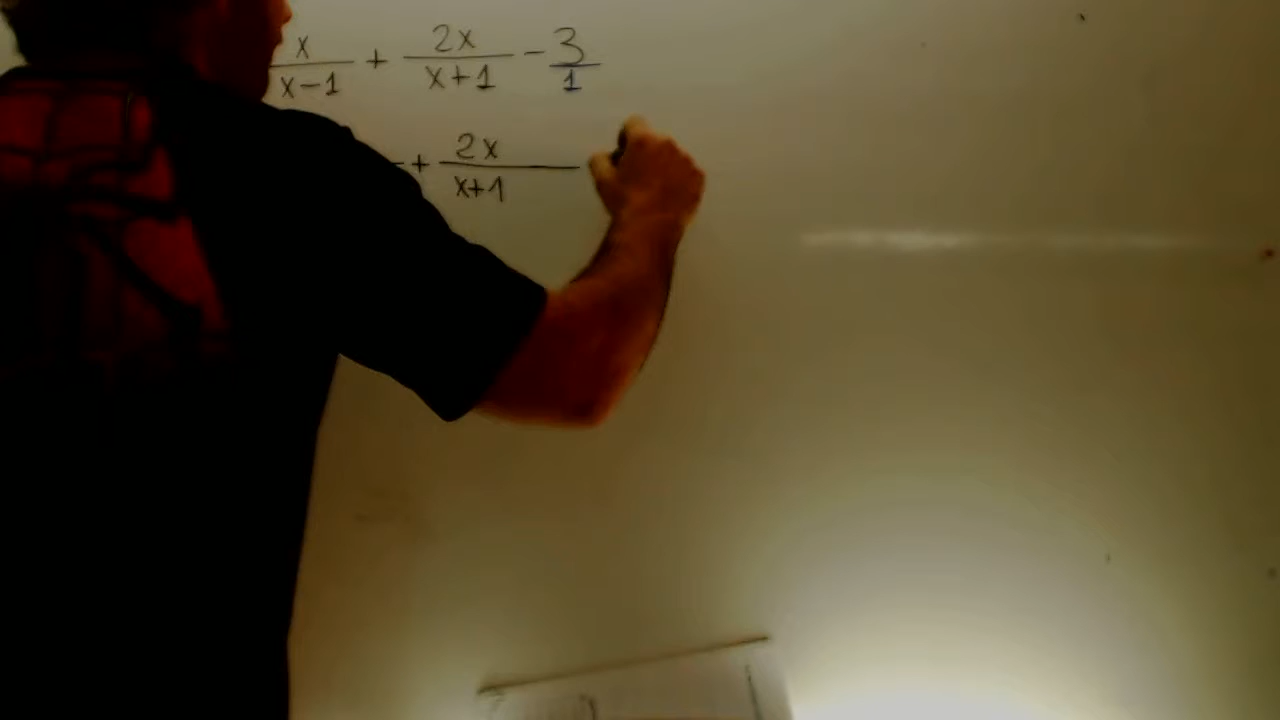 x/(x-1) + 2x/(x+1) - 3/1
+ 2x/(x+1)